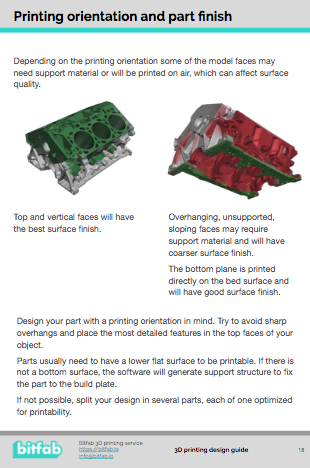 Printing orientation and part finish
Depending on the printing orientation some of the model faces may
need support material or will be printed on air, which can affect surface
quality.
Top and vertical faces will have
the best surface finish.
Overhanging, unsupported,
sloping faces may require
support material and will have
coarser surface finish.
The bottom plane is printed
directly on the bed surface and
will have good surface finish.
Design your part with a printing orientation in mind. Try to avoid sharp
overhangs and place the most detailed features in the top faces of your
object.
Parts usually need to have a lower flat surface to be printable. If there is
not a bottom surface, the software will generate support structure to fix
the part to the build plate.
If not possible, split your design in several parts, each of one optimized
for printability.
bitfab
Bitfab 3D printing service
https://bitfab.io
info@bitfab.io
3D printing design guide
18